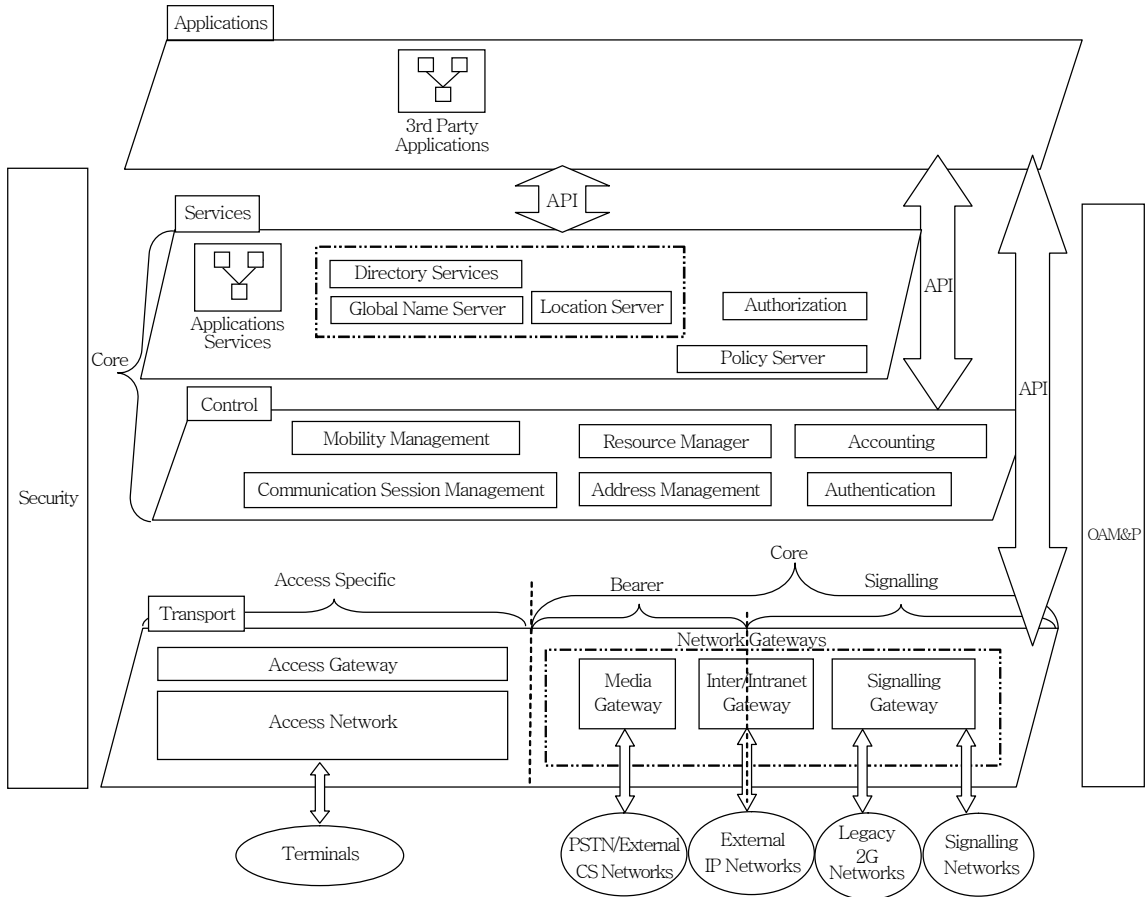 Applications
3rd Party
Applications
API
Services
Directory Services
Global Name Server
Location Server
Authorization
Applications
Services
Policy Server
API
Core
Control
Mobility Management
Resource Manager
Accounting
API
Communication Session Management
Address Management
Authentication
Security
OAM&P
Core
Access Specific
Bearer
Signalling
Transport
Network Gateways
Access Gateway
Access Network
Media
Gateway
Inter/Intranet
Gateway
Signalling
Gateway
Terminals
PSTN/External
CS Networks
External
IP Networks
Legacy
2G
Networks
Signalling
Networks